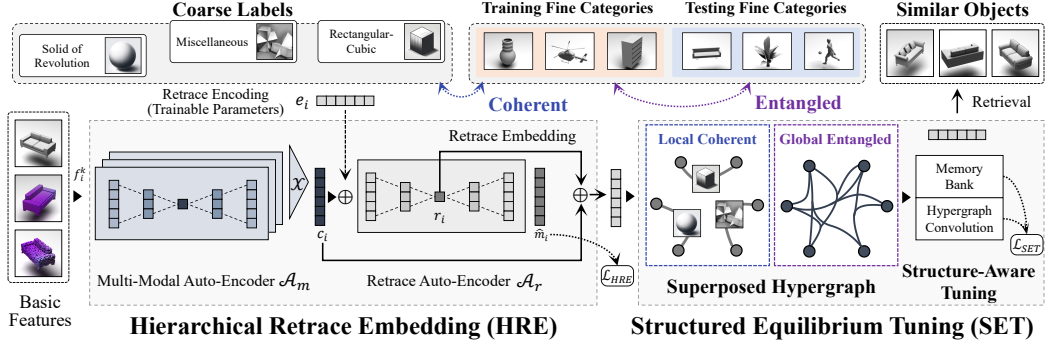 Coarse Labels
Training Fine Categories
Testing Fine Categories
Similar Objects
Solid of
Revolution
Miscellaneous
Rectangular-
Cubic
Retrace Encoding
(Trainable Parameters)
e_i
Coherent
Entangled
Retrieval
Retrace Embedding
Local Coherent
Global Entangled
f_i^k
𝒳
c_i
r_i
m̂_i
Memory
Bank
Hypergraph
Convolution
ℒ_HRE
ℒ_SET
Multi-Modal Auto-Encoder 𝒜_m
Retrace Auto-Encoder 𝒜_r
Superposed Hypergraph
Structure-Aware
Tuning
Basic
Features
Hierarchical Retrace Embedding (HRE)
Structured Equilibrium Tuning (SET)